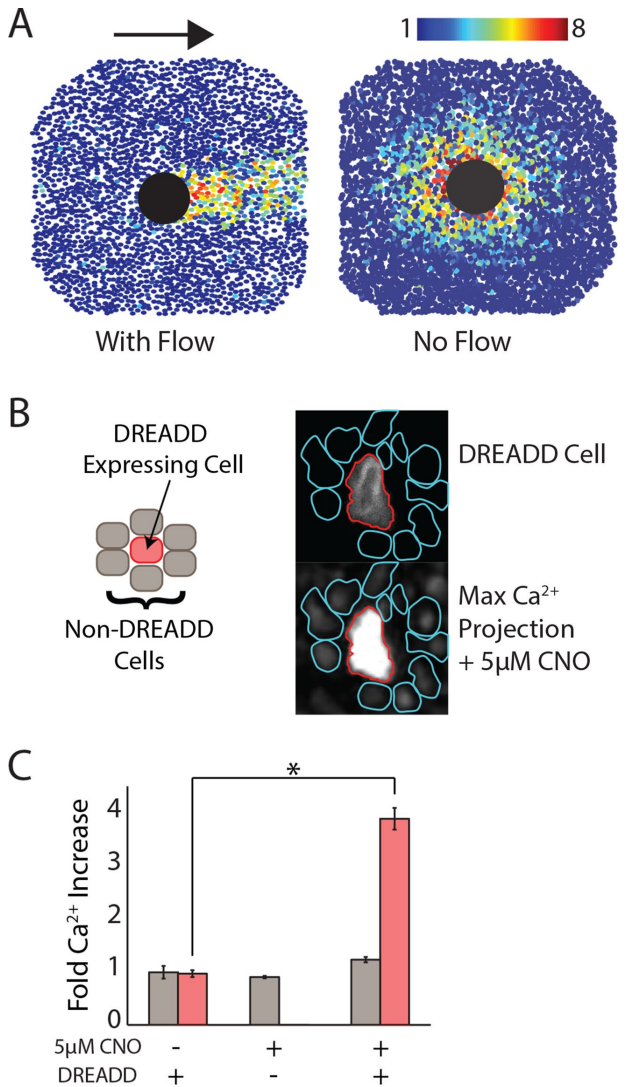 A
1
8
With Flow
No Flow
B
DREADD
Expressing Cell
Non-DREADD
Cells
DREADD Cell
Max Ca²⁺
Projection
+ 5µM CNO
C
*
Fold Ca²⁺ Increase
4
3
2
1
0
5µM CNO - + +
DREADD + - +